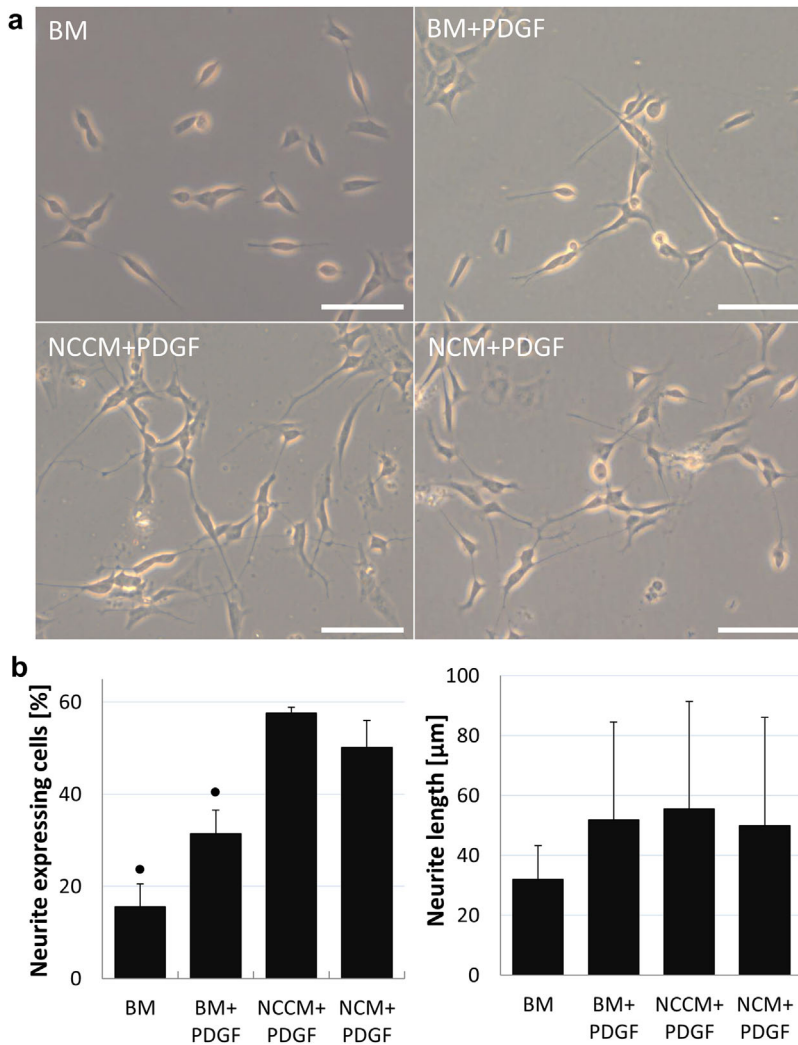 a
BM
BM+PDGF
NCCM+PDGF
NCM+PDGF
b
Neurite expressing cells [%]
60
40
20
0
BM
BM+
PDGF
NCCM+
PDGF
NCM+
PDGF
Neurite length [µm]
100
80
60
40
20
0
BM
BM+
PDGF
NCCM+
PDGF
NCM+
PDGF